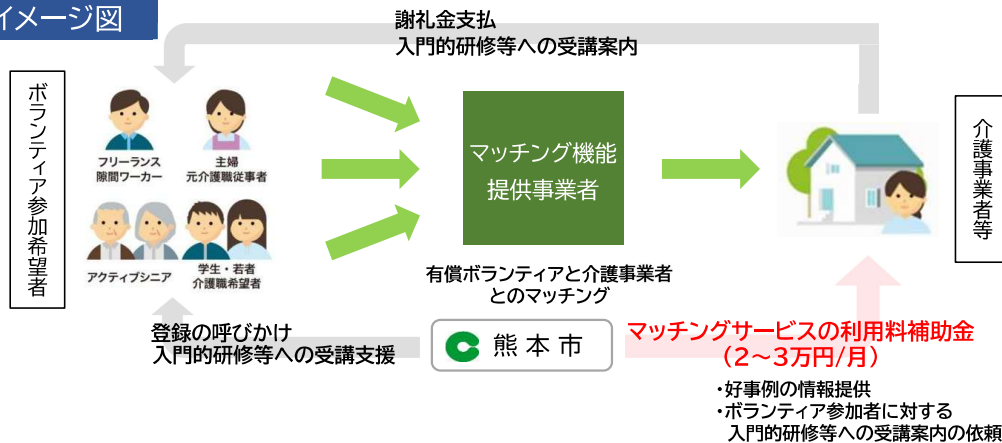 イメージ図
謝礼金支払
入門的研修等への受講案内
ボランティア参加希望者
フリーランス
隙間ワーカー
主婦
元介護職従事者
アクティブシニア
学生・若者
介護職希望者
マッチング機能
提供事業者
有償ボランティアと介護事業者
とのマッチング
介護事業者等
登録の呼びかけ
入門的研修等への受講支援
熊本市
マッチングサービスの利用料補助金
（2～3万円/月）
・好事例の情報提供
・ボランティア参加者に対する
入門的研修等への受講案内の依頼